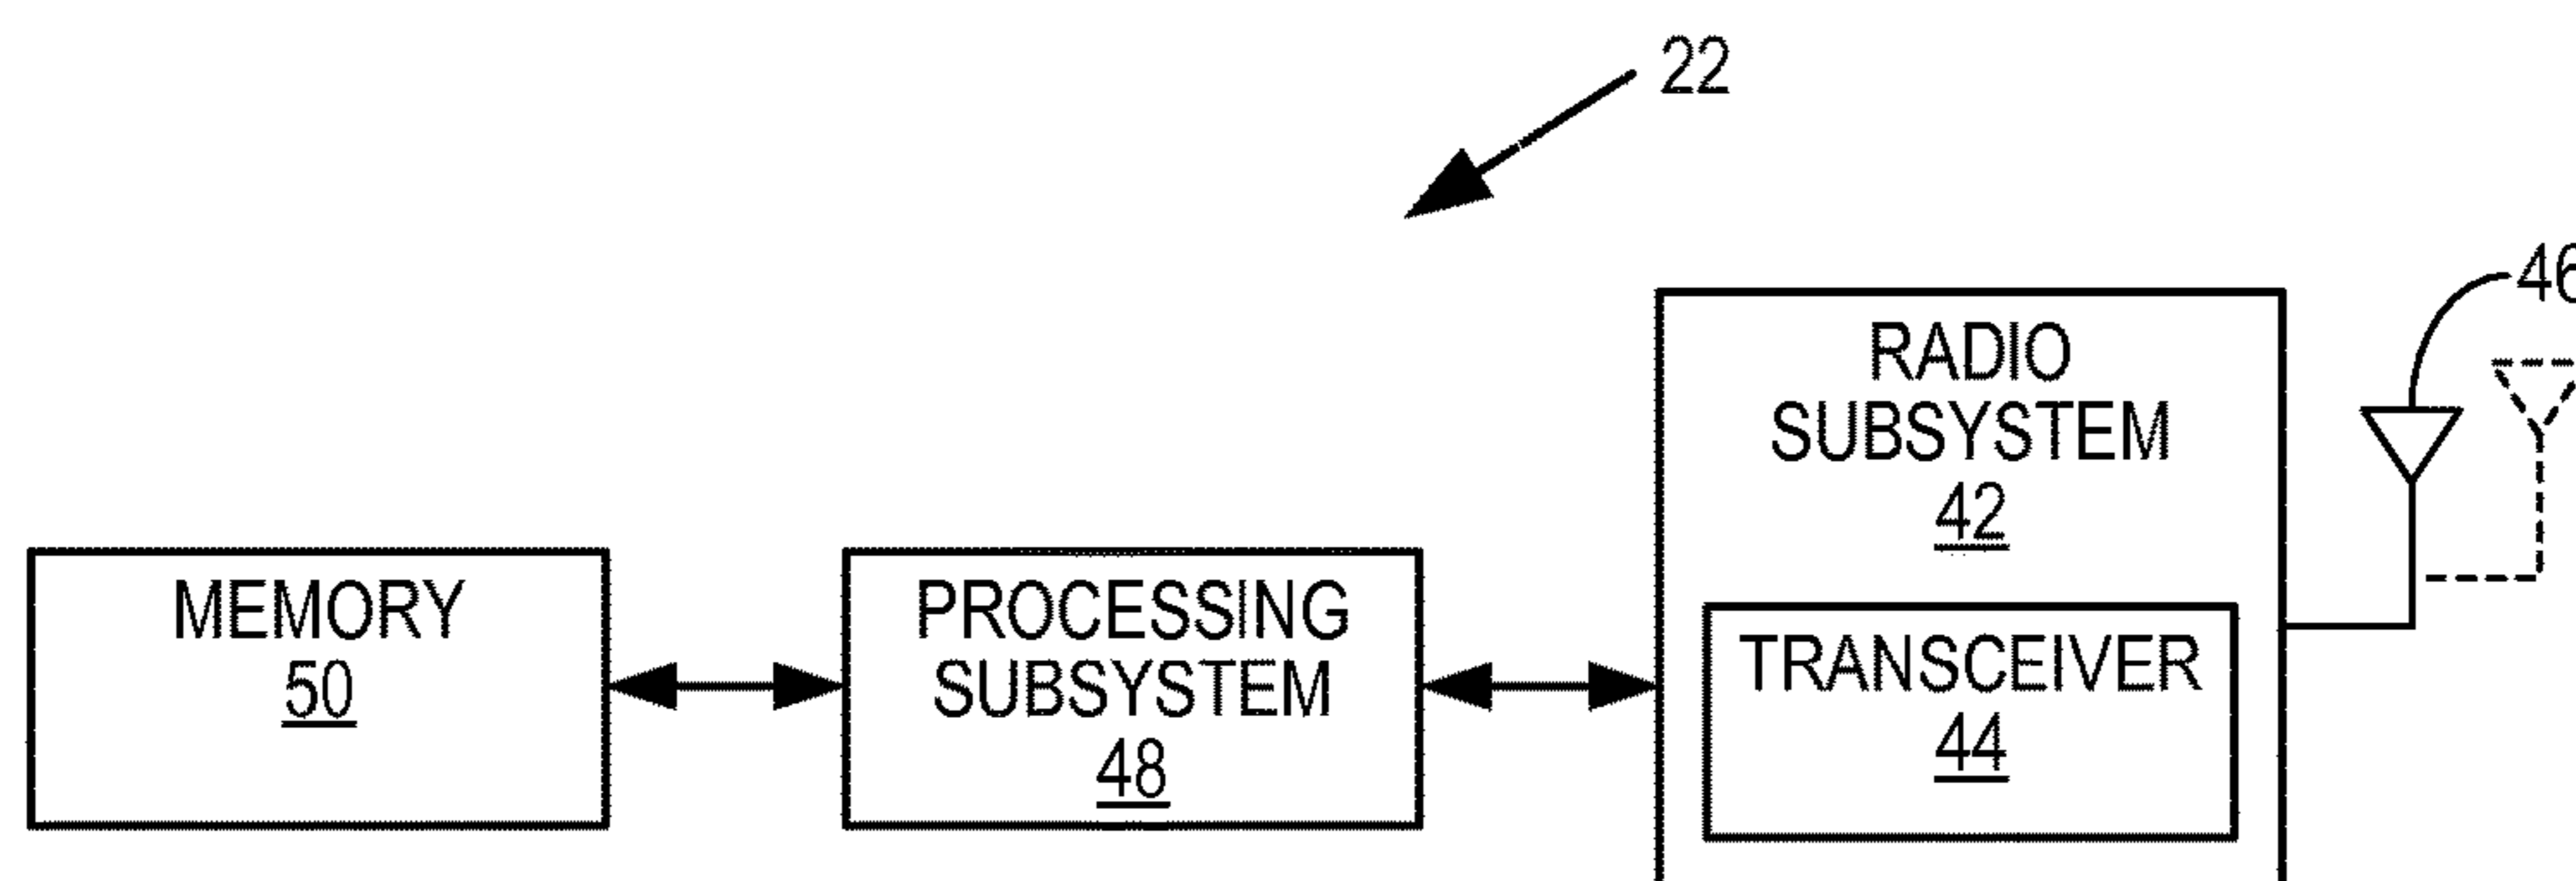 22
46
RADIO
SUBSYSTEM
42
MEMORY
50
PROCESSING
SUBSYSTEM
48
TRANSCEIVER
44